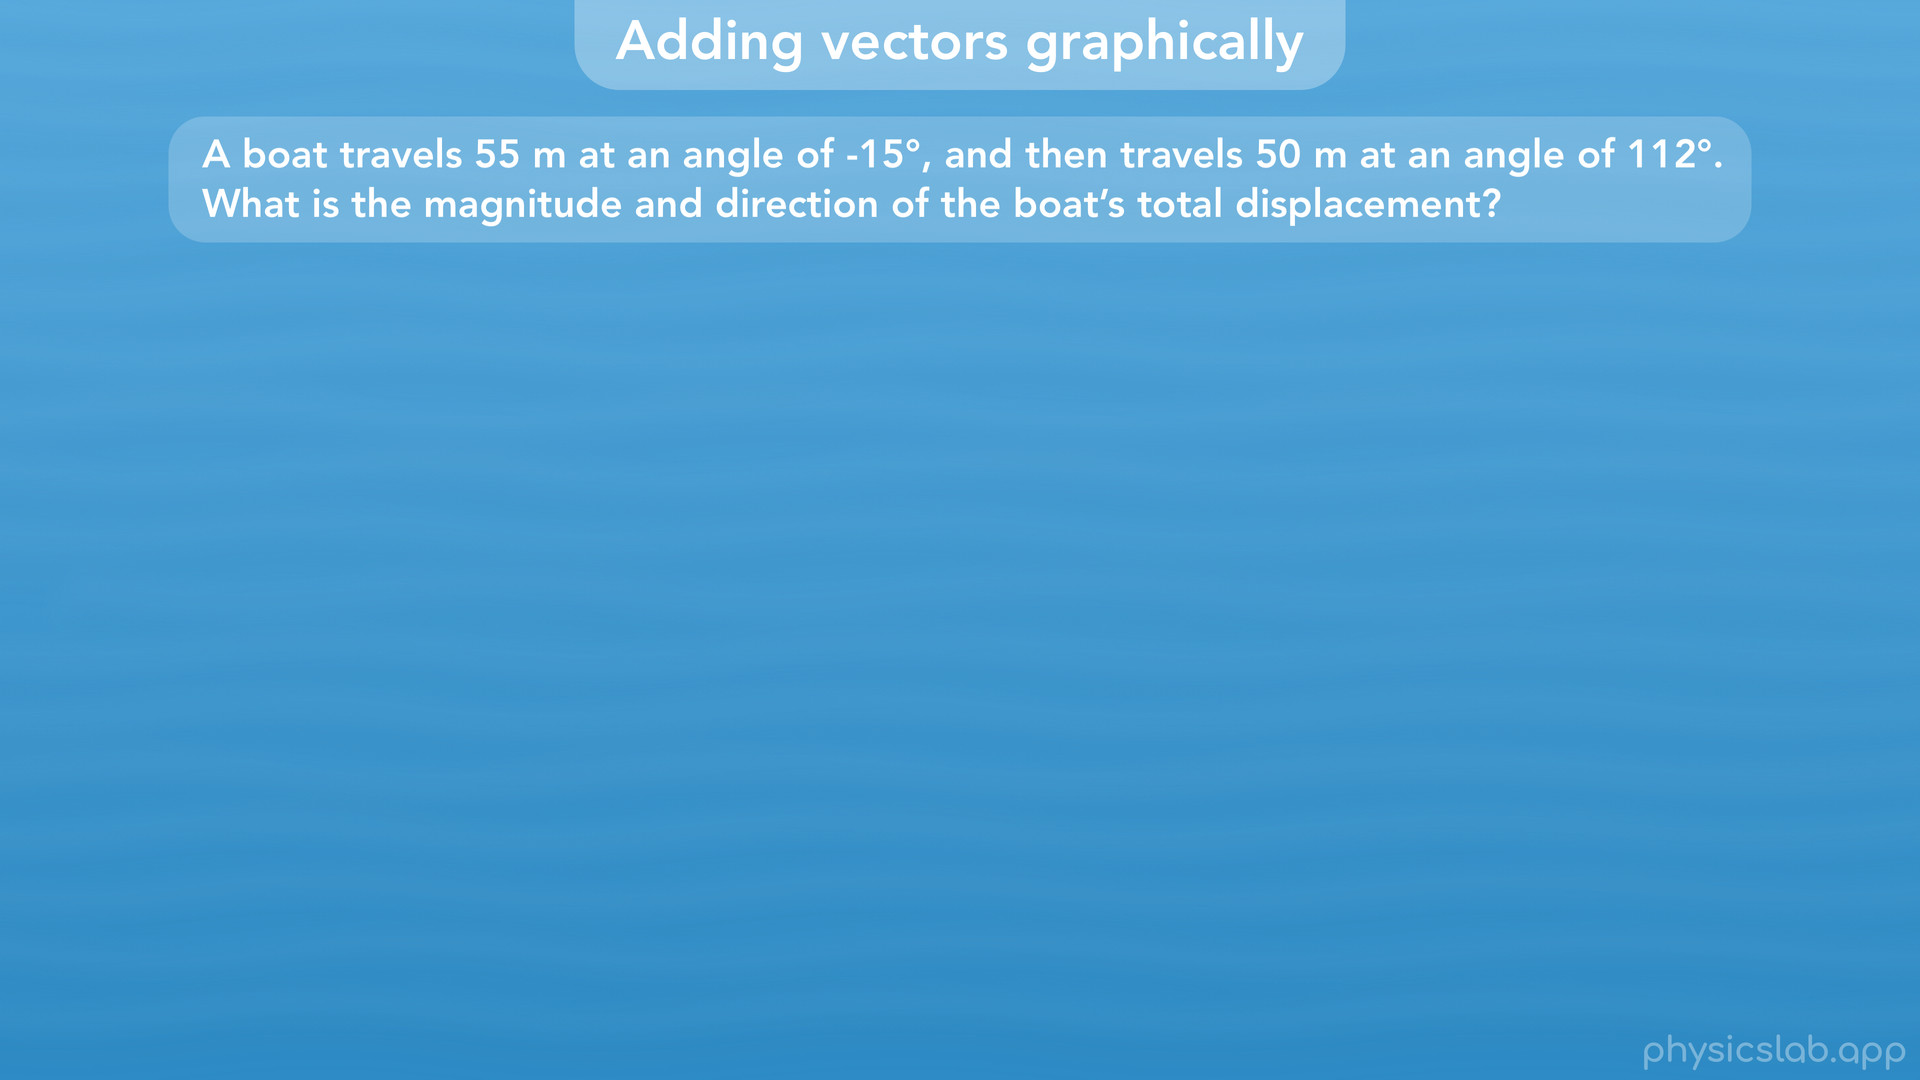 Adding vectors graphically
A boat travels 55 m at an angle of -15°, and then travels 50 m at an angle of 112°.
What is the magnitude and direction of the boat’s total displacement?
physicslab.app